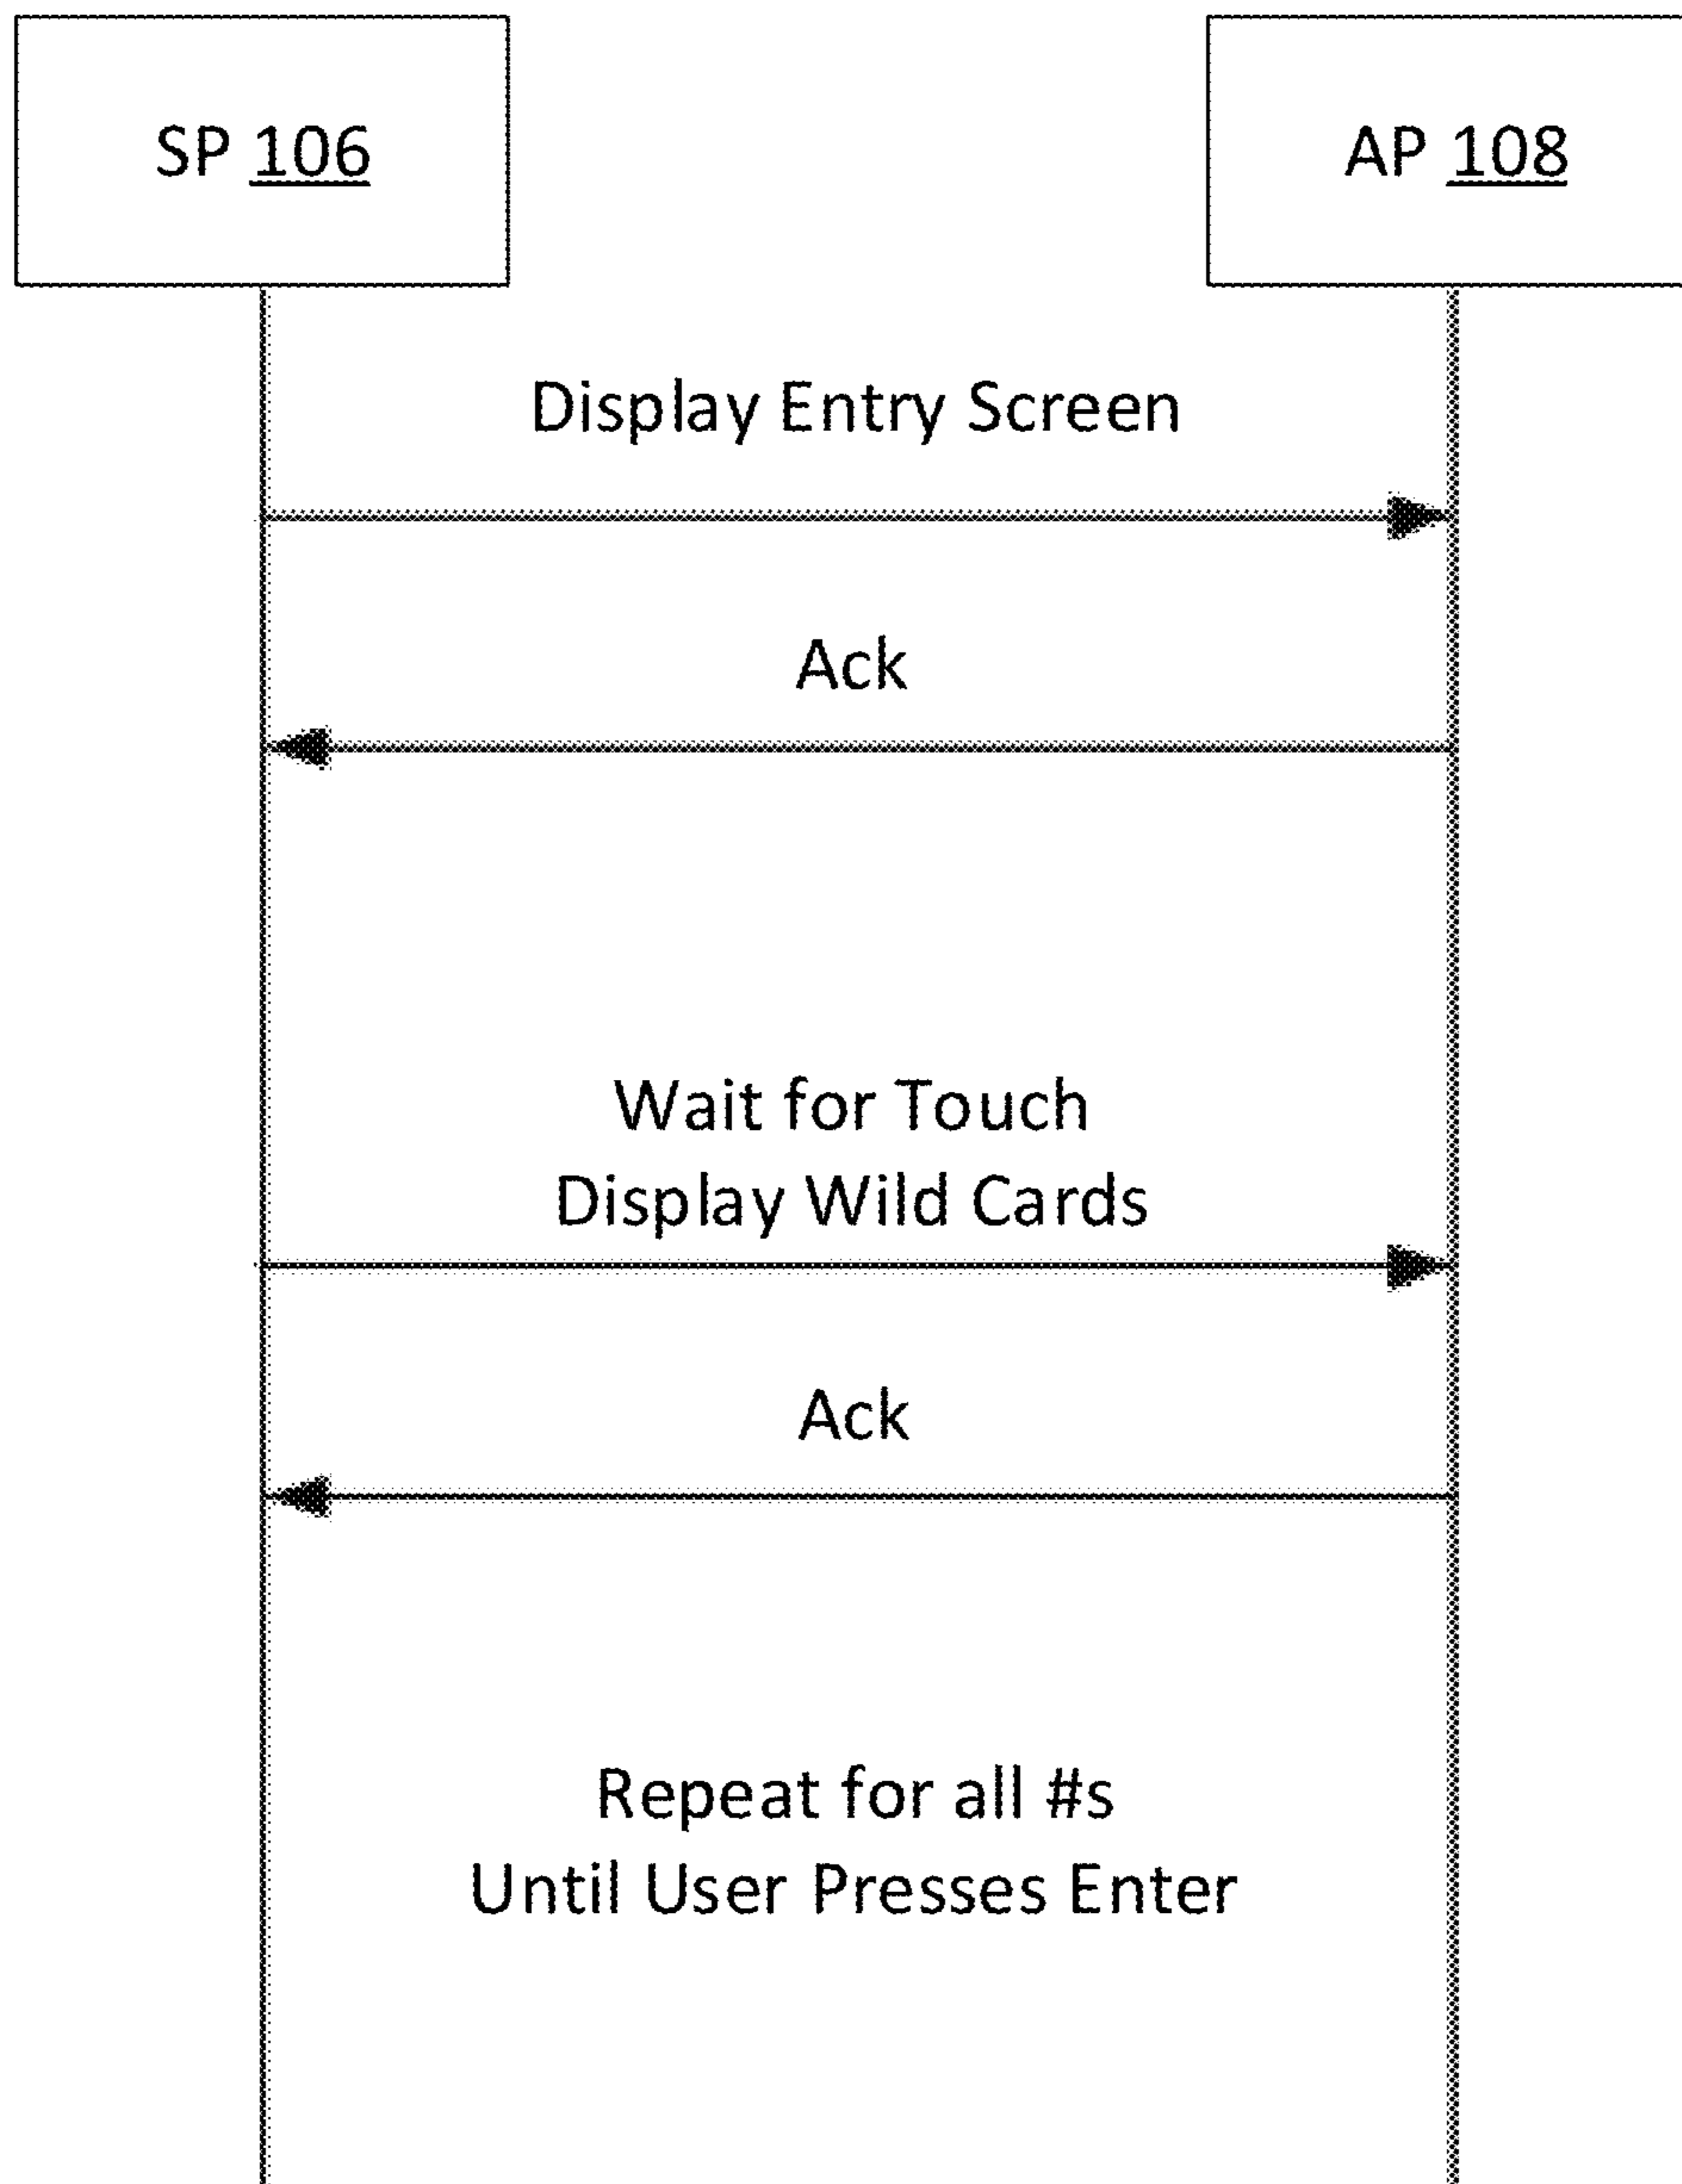 SP 106
AP 108
Display Entry Screen
Ack
Wait for Touch
Display Wild Cards
Ack
Repeat for all #s
Until User Presses Enter